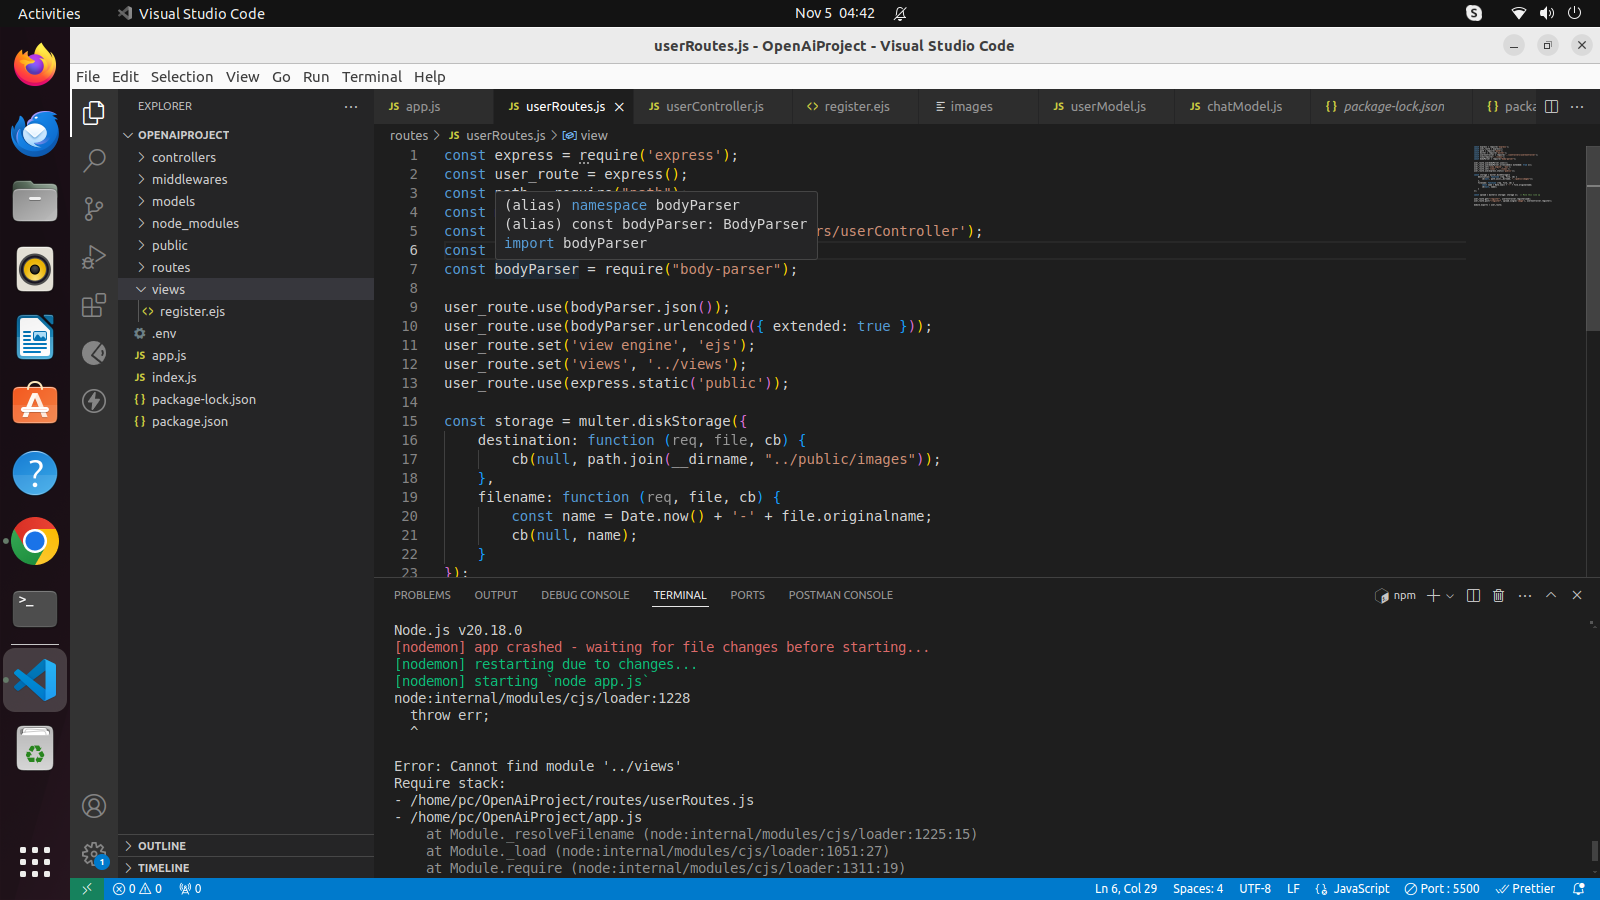 Activities
Visual Studio Code
Nov 5 04:42
S
userRoutes.js - OpenAiProject - Visual Studio Code
File Edit Selection View Go Run Terminal Help
EXPLORER
OPENAIPROJECT
controllers
middlewares
models
node_modules
public
routes
views
register.ejs
.env
JS app.js
JS index.js
{} package-lock.json
{} package.json
OUTLINE
TIMELINE
JS app.js
JS userRoutes.js
JS userController.js
<> register.ejs
images
JS userModel.js
JS chatModel.js
{} package-lock.json
{} packa
routes > JS userRoutes.js > view
1 const express = require('express');
2 const user_route = express();
3 const
4 const
5 const rs/userController');
6 const
(alias) namespace bodyParser
(alias) const bodyParser: BodyParser
import bodyParser
7 const bodyParser = require("body-parser");
8
9 user_route.use(bodyParser.json());
10 user_route.use(bodyParser.urlencoded({ extended: true }));
11 user_route.set('view engine', 'ejs');
12 user_route.set('views', '../views');
13 user_route.use(express.static('public'));
14
15 const storage = multer.diskStorage({
16 destination: function (req, file, cb) {
17 cb(null, path.join(__dirname, "../public/images"));
18 },
19 filename: function (req, file, cb) {
20 const name = Date.now() + '-' + file.originalname;
21 cb(null, name);
22 }
23 });
PROBLEMS OUTPUT DEBUG CONSOLE TERMINAL PORTS POSTMAN CONSOLE
npm
Node.js v20.18.0
[nodemon] app crashed - waiting for file changes before starting...
[nodemon] restarting due to changes...
[nodemon] starting `node app.js`
node:internal/modules/cjs/loader:1228
throw err;
^
Error: Cannot find module '../views'
Require stack:
- /home/pc/OpenAiProject/routes/userRoutes.js
- /home/pc/OpenAiProject/app.js
at Module._resolveFilename (node:internal/modules/cjs/loader:1225:15)
at Module._load (node:internal/modules/cjs/loader:1051:27)
at Module.require (node:internal/modules/cjs/loader:1311:19)
1
0 0 0
Ln 6, Col 29 Spaces: 4 UTF-8 LF {} JavaScript Port : 5500 Prettier